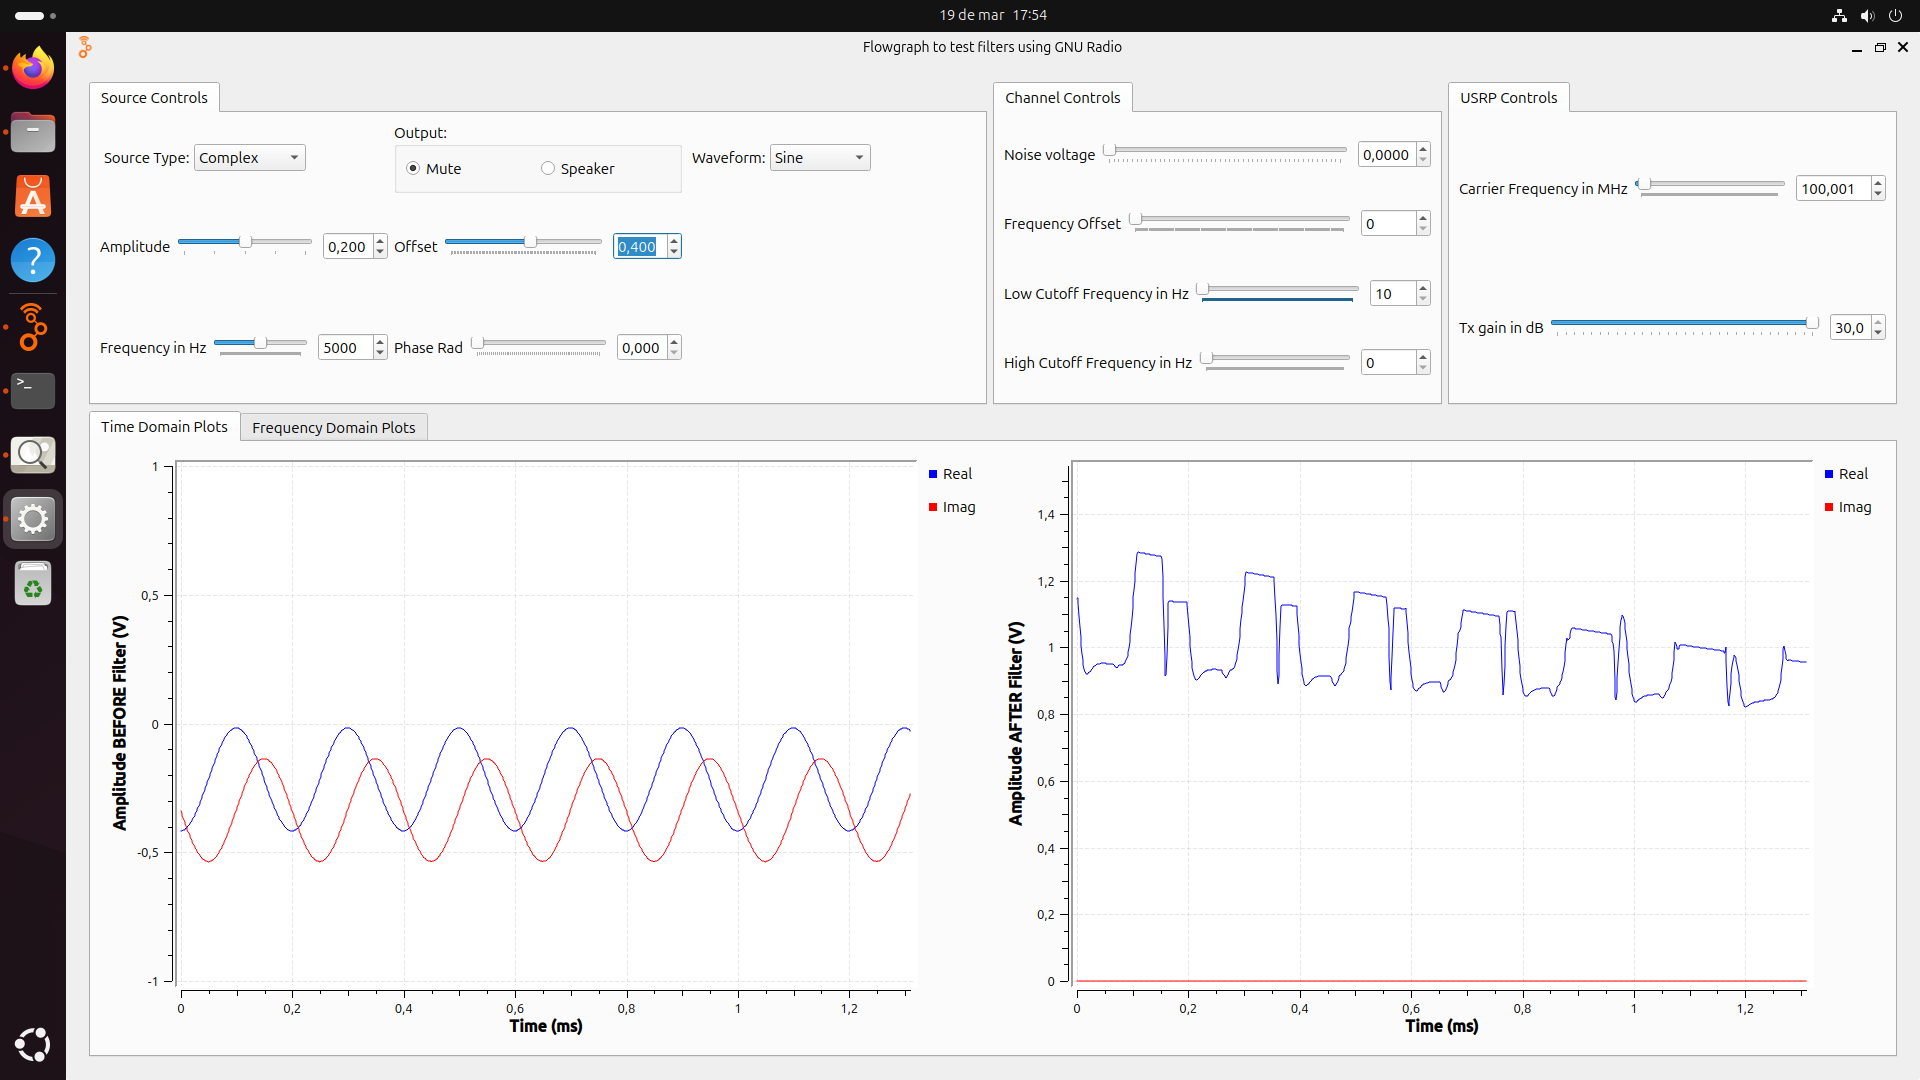 19 de mar 17:54
Flowgraph to test filters using GNU Radio
Source Controls
Source Type: Complex
Output:
Mute
Speaker
Waveform: Sine
Amplitude 0,200
Offset 0,400
Frequency in Hz 5000
Phase Rad 0,000
Channel Controls
Noise voltage 0,0000
Frequency Offset 0
Low Cutoff Frequency in Hz 10
High Cutoff Frequency in Hz 0
USRP Controls
Carrier Frequency in MHz 100,001
Tx gain in dB 30,0
Time Domain Plots
Frequency Domain Plots
Amplitude BEFORE Filter (V)
1
0,5
0
-0,5
-1
0 0,2 0,4 0,6 0,8 1 1,2
Time (ms)
Real
Imag
Amplitude AFTER Filter (V)
1,4
1,2
1
0,8
0,6
0,4
0,2
0
0 0,2 0,4 0,6 0,8 1 1,2
Time (ms)
Real
Imag